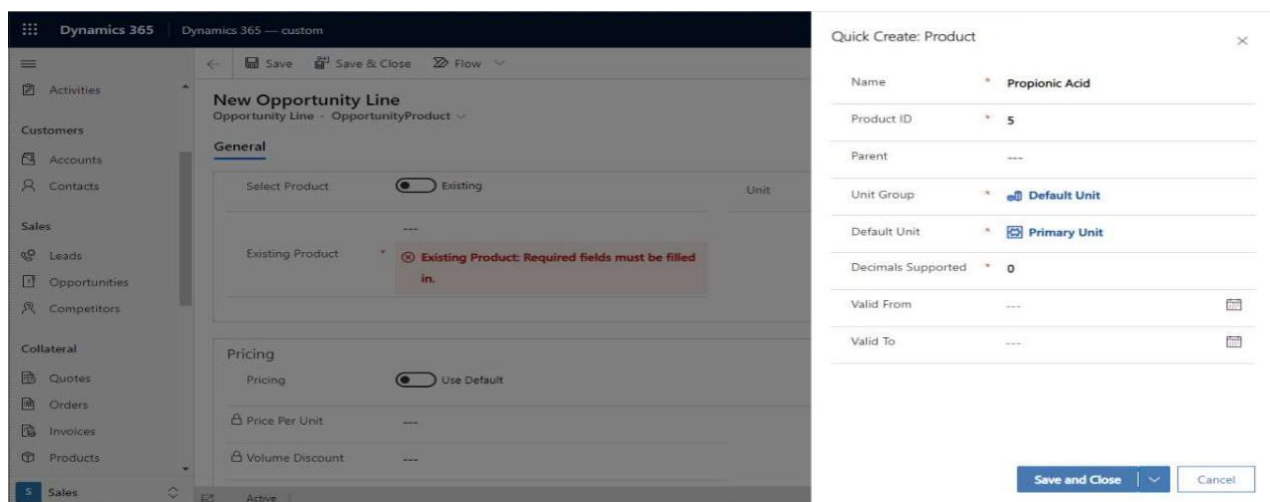 Dynamics 365 Dynamics 365 — custom
Save Save & Close Flow
Activities
Customers
Accounts
Contacts
Sales
Leads
Opportunities
Competitors
Collateral
Quotes
Orders
Invoices
Products
S Sales
New Opportunity Line
Opportunity Line · OpportunityProduct
General
Select Product Existing Unit
---
Existing Product * Existing Product: Required fields must be filled
in.
Pricing
Pricing Use Default
Price Per Unit ---
Volume Discount ---
Active
Quick Create: Product
Name * Propionic Acid
Product ID * 5
Parent ---
Unit Group * Default Unit
Default Unit * Primary Unit
Decimals Supported * 0
Valid From ---
Valid To ---
Save and Close Cancel